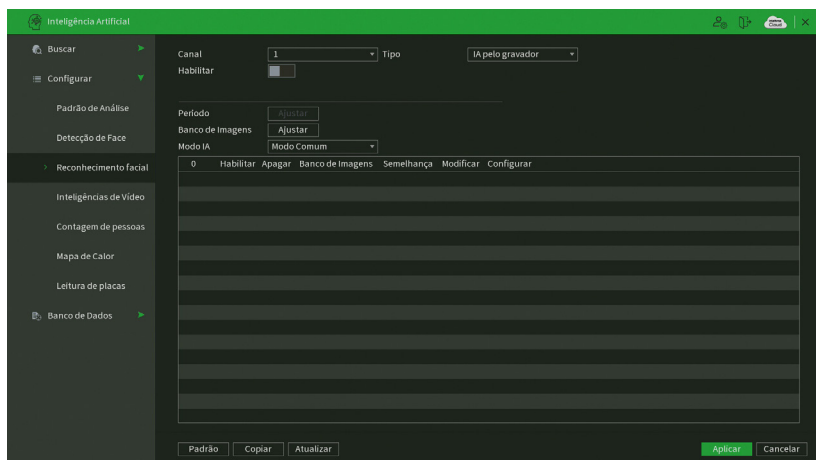 Inteligência Artificial
Cloud
Buscar
Configurar
Padrão de Análise
Detecção de Face
Reconhecimento facial
Inteligências de Vídeo
Contagem de pessoas
Mapa de Calor
Leitura de placas
Banco de Dados
Canal 1 Tipo IA pelo gravador
Habilitar
Período Ajustar
Banco de Imagens Ajustar
Modo IA Modo Comum
0 Habilitar Apagar Banco de Imagens Semelhança Modificar Configurar
Padrão Copiar Atualizar Aplicar Cancelar